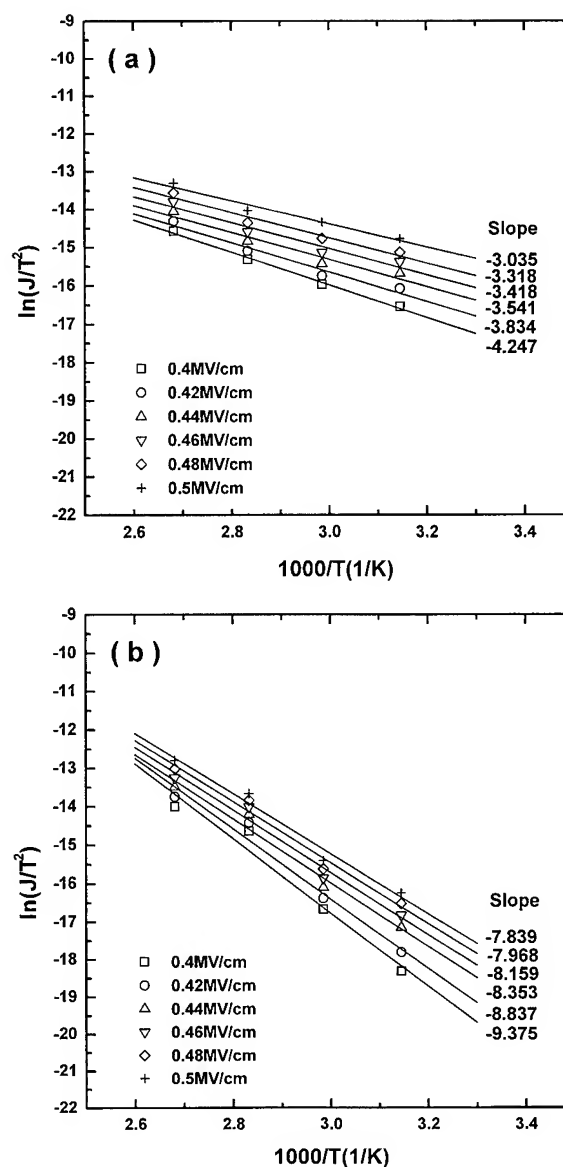 ( a )
-9
-10
-11
-12
-13
-14
-15
-16
-17
-18
-19
-20
-21
-22
ln(J/T²)
Slope
-3.035
-3.318
-3.418
-3.541
-3.834
-4.247
0.4MV/cm
0.42MV/cm
0.44MV/cm
0.46MV/cm
0.48MV/cm
0.5MV/cm
2.6 2.8 3.0 3.2 3.4
1000/T(1/K)
( b )
-9
-10
-11
-12
-13
-14
-15
-16
-17
-18
-19
-20
-21
-22
ln(J/T²)
Slope
-7.839
-7.968
-8.159
-8.353
-8.837
-9.375
0.4MV/cm
0.42MV/cm
0.44MV/cm
0.46MV/cm
0.48MV/cm
0.5MV/cm
2.6 2.8 3.0 3.2 3.4
1000/T(1/K)